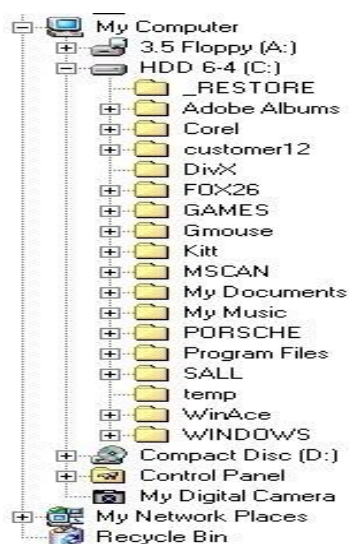 My Computer
3.5 Floppy (A:)
HDD 6-4 (C:)
_RESTORE
Adobe Albums
Corel
customer12
DivX
FOX26
GAMES
Gmouse
Kitt
MSCAN
My Documents
My Music
PORSCHE
Program Files
SALL
temp
WinAce
WINDOWS
Compact Disc (D:)
Control Panel
My Digital Camera
My Network Places
Recycle Bin